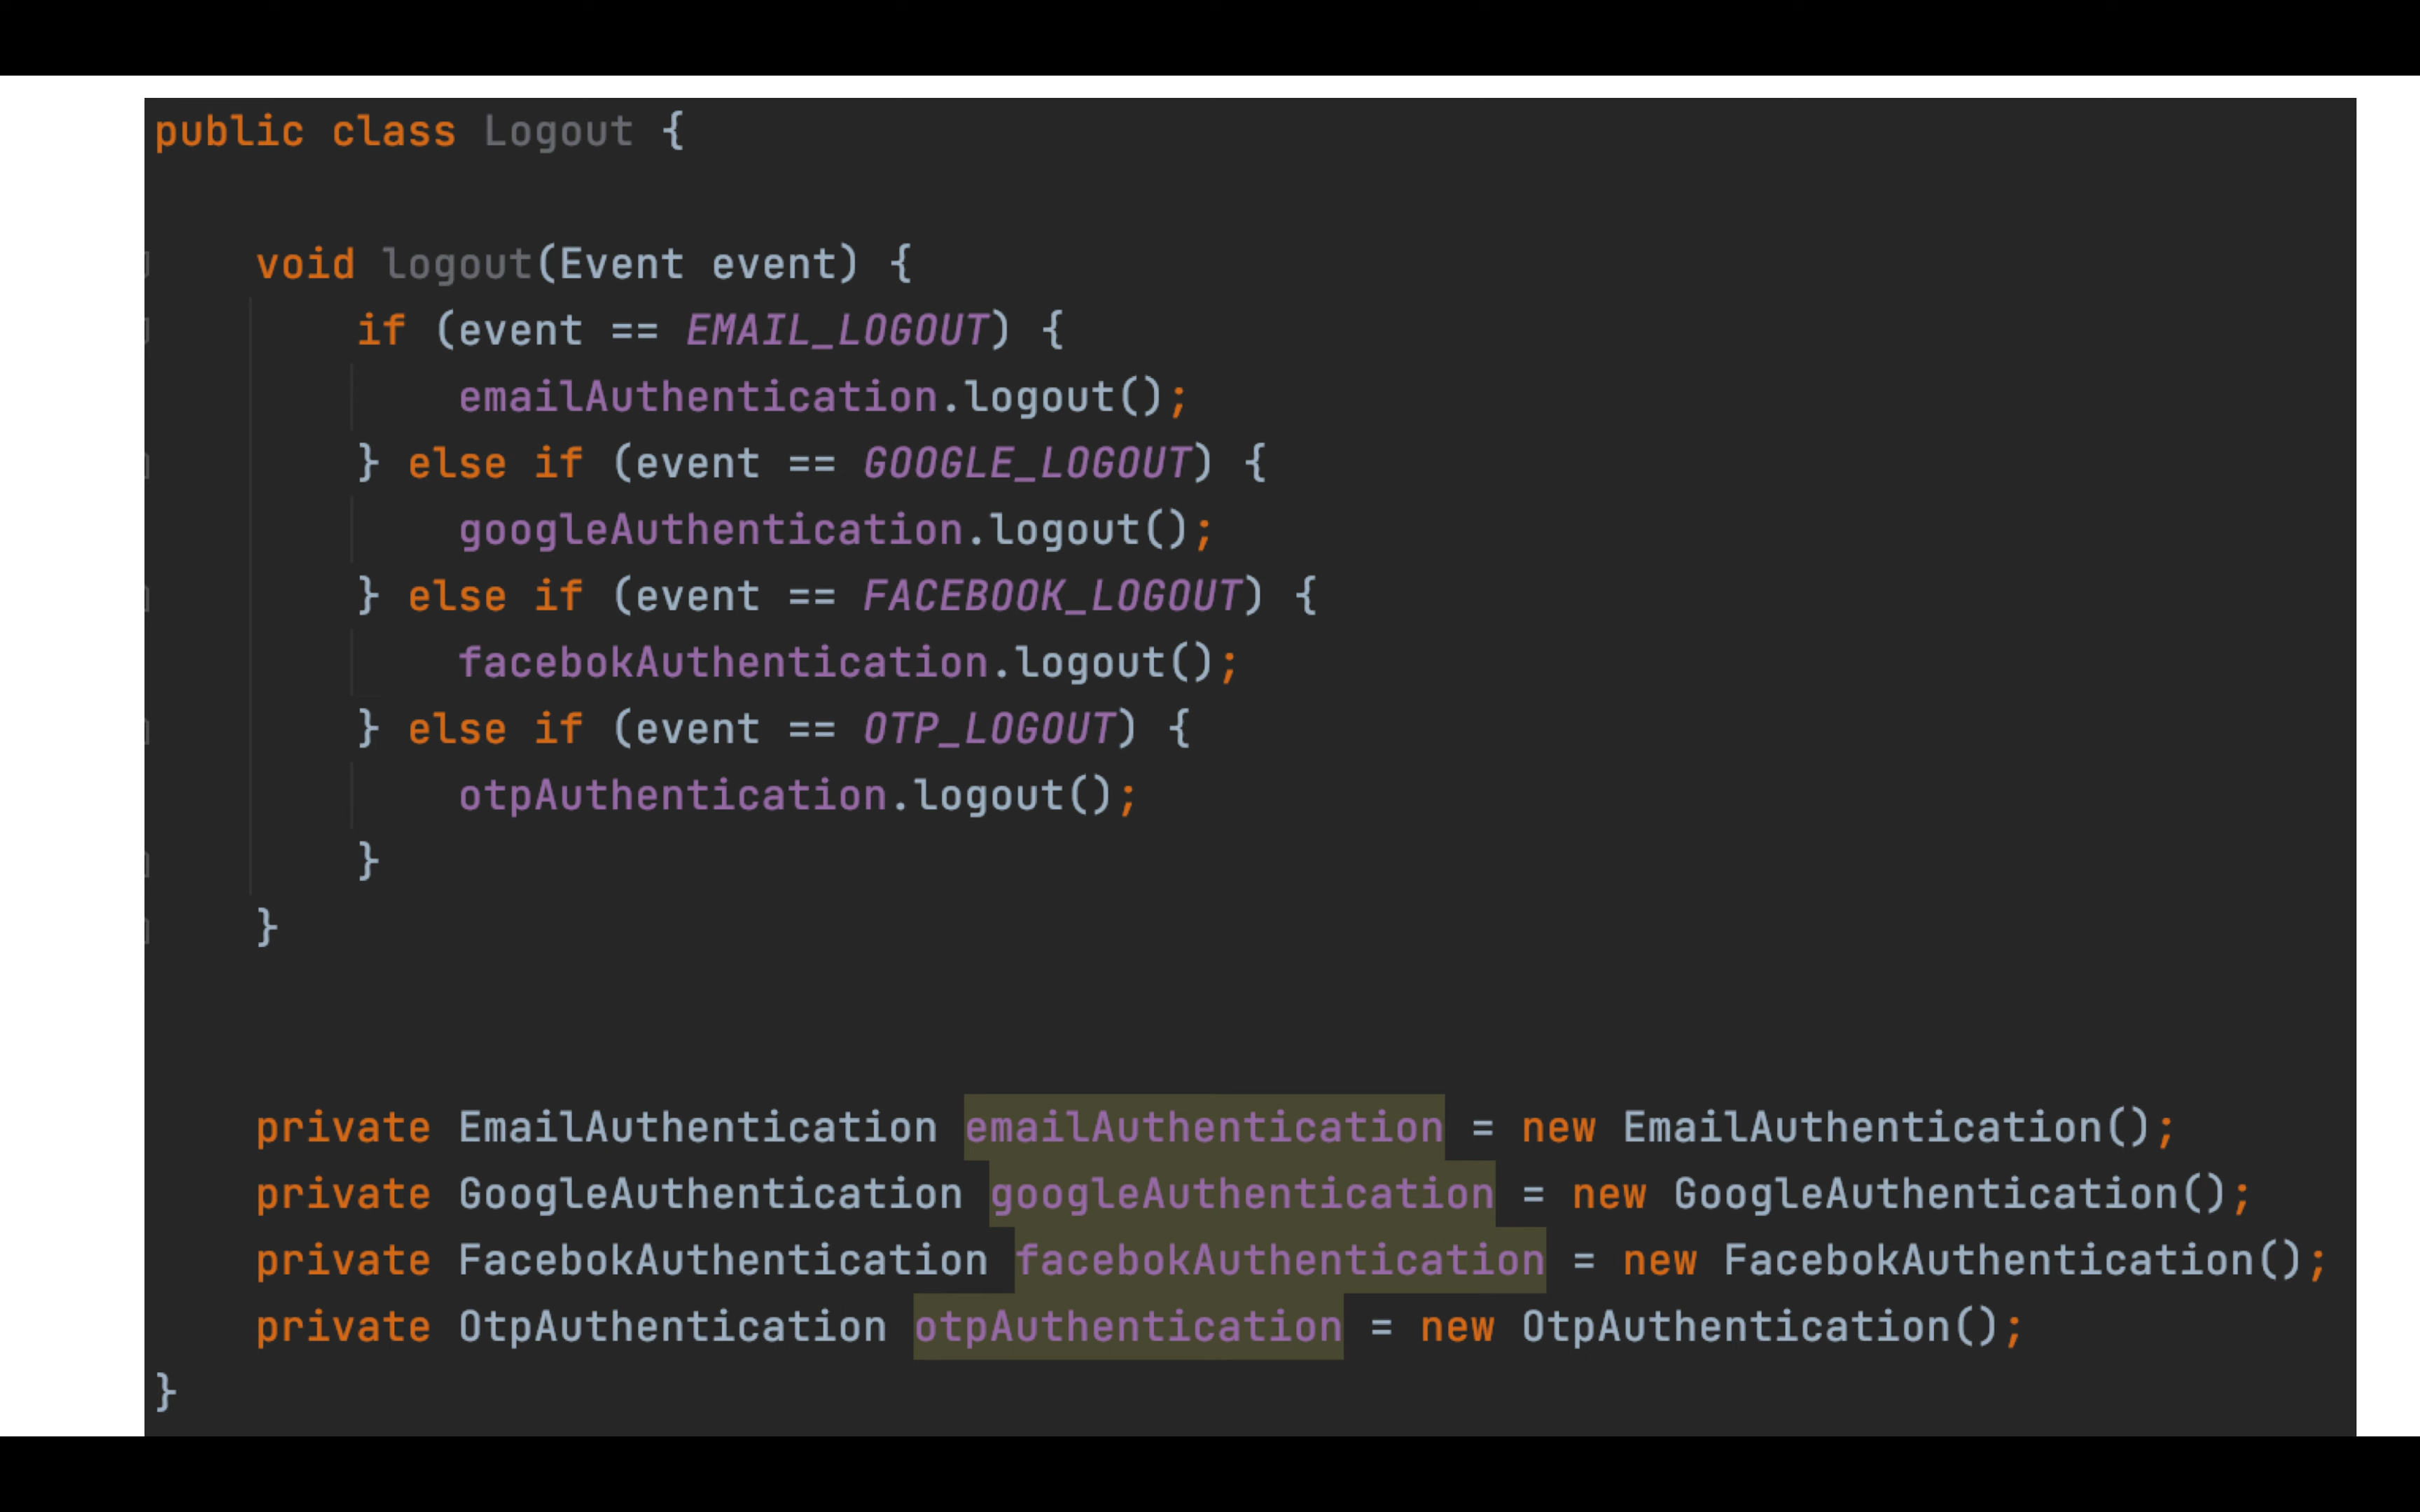 public class Logout {
void logout(Event event) {
if (event == EMAIL_LOGOUT) {
emailAuthentication.logout();
} else if (event == GOOGLE_LOGOUT) {
googleAuthentication.logout();
} else if (event == FACEBOOK_LOGOUT) {
facebokAuthentication.logout();
} else if (event == OTP_LOGOUT) {
otpAuthentication.logout();
}
}
private EmailAuthentication emailAuthentication = new EmailAuthentication();
private GoogleAuthentication googleAuthentication = new GoogleAuthentication();
private FacebokAuthentication facebokAuthentication = new FacebokAuthentication();
private OtpAuthentication otpAuthentication = new OtpAuthentication();
}